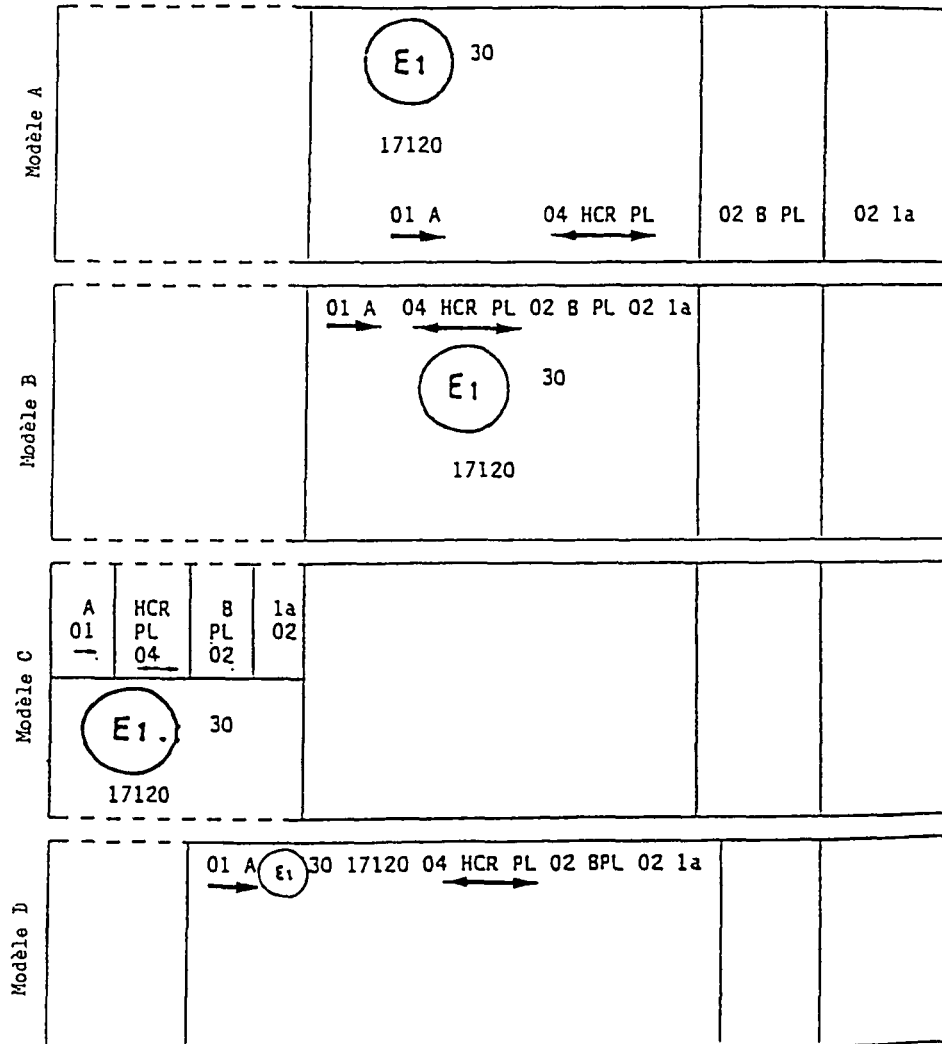 Modèle A
E1 30
17120
01 A 04 HCR PL 02 B PL 02 1a
Modèle B
01 A 04 HCR PL 02 B PL 02 1a
E1 30
17120
Modèle C
A HCR B 1a
01 PL PL 02
04 02
E1. 30
17120
Modèle D
01 A E1 30 17120 04 HCR PL 02 BPL 02 1a